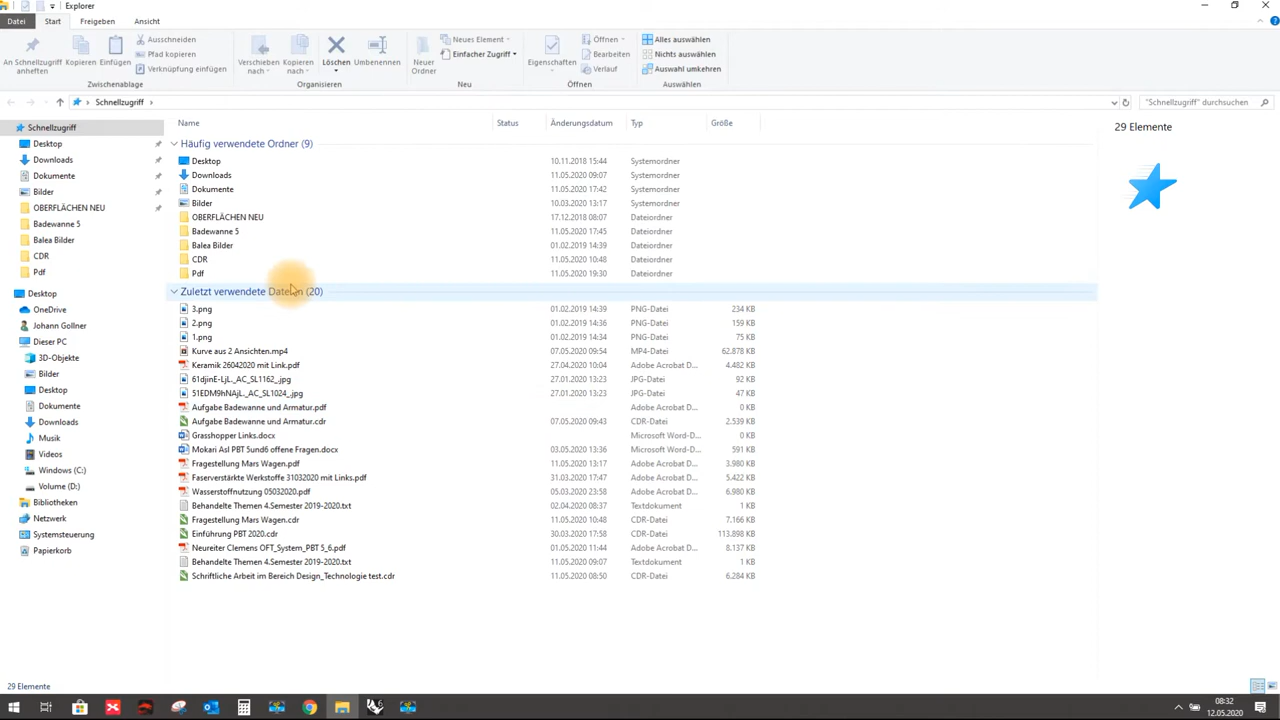 Explorer
Datei Start Freigeben Ansicht
An Schnellzugriff anheften
Kopieren
Einfügen
Ausschneiden
Pfad kopieren
Verknüpfung einfügen
Zwischenablage
Verschieben nach
Kopieren nach
Löschen
Umbenennen
Organisieren
Neuer Ordner
Neues Element
Einfacher Zugriff
Neu
Eigenschaften
Öffnen
Bearbeiten
Verlauf
Öffnen
Alles auswählen
Nichts auswählen
Auswahl umkehren
Auswählen
Schnellzugriff
"Schnellzugriff" durchsuchen
Schnellzugriff
Desktop
Downloads
Dokumente
Bilder
OBERFLÄCHEN NEU
Badewanne 5
Balea Bilder
CDR
Pdf
Desktop
OneDrive
Johann Gollner
Dieser PC
3D-Objekte
Bilder
Desktop
Dokumente
Downloads
Musik
Videos
Windows (C:)
Volume (D:)
Bibliotheken
Netzwerk
Systemsteuerung
Papierkorb
Name Status Änderungsdatum Typ Größe
Häufig verwendete Ordner (9)
Desktop 10.11.2018 15:44 Systemordner
Downloads 11.05.2020 09:07 Systemordner
Dokumente 11.05.2020 17:42 Systemordner
Bilder 10.03.2020 13:17 Systemordner
OBERFLÄCHEN NEU 17.12.2018 08:07 Dateiordner
Badewanne 5 11.05.2020 17:45 Dateiordner
Balea Bilder 01.02.2019 14:39 Dateiordner
CDR 11.05.2020 10:48 Dateiordner
Pdf 11.05.2020 19:30 Dateiordner
Zuletzt verwendete Dateien (20)
3.png 01.02.2019 14:39 PNG-Datei 234 KB
2.png 01.02.2019 14:36 PNG-Datei 159 KB
1.png 01.02.2019 14:34 PNG-Datei 75 KB
Kurve aus 2 Ansichten.mp4 07.05.2020 09:54 MP4-Datei 62.878 KB
Keramik 26042020 mit Link.pdf 27.04.2020 10:04 Adobe Acrobat D... 4.482 KB
61djinE-LjL._AC_SL1162_.jpg 27.01.2020 13:23 JPG-Datei 92 KB
51EDM9hNAjL._AC_SL1024_.jpg 27.01.2020 13:23 JPG-Datei 47 KB
Aufgabe Badewanne und Armatur.pdf Adobe Acrobat D... 0 KB
Aufgabe Badewanne und Armatur.cdr 07.05.2020 09:43 CDR-Datei 2.539 KB
Grasshopper Links.docx Microsoft Word-D... 0 KB
Mokari Asl PBT 5und6 offene Fragen.docx 03.05.2020 13:36 Microsoft Word-D... 591 KB
Fragestellung Mars Wagen.pdf 11.05.2020 13:17 Adobe Acrobat D... 3.980 KB
Faserverstärkte Werkstoffe 31032020 mit Links.pdf 31.03.2020 17:47 Adobe Acrobat D... 5.422 KB
Wasserstoffnutzung 05032020.pdf 05.03.2020 23:58 Adobe Acrobat D... 6.980 KB
Behandelte Themen 4.Semester 2019-2020.txt 02.04.2020 08:37 Textdokument 1 KB
Fragestellung Mars Wagen.cdr 11.05.2020 10:48 CDR-Datei 7.166 KB
Einführung PBT 2020.cdr 30.03.2020 17:58 CDR-Datei 113.898 KB
Neureiter Clemens OFT_System_PBT 5_6.pdf 01.05.2020 11:44 Adobe Acrobat D... 8.137 KB
Behandelte Themen 4.Semester 2019-2020.txt 11.05.2020 09:07 Textdokument 1 KB
Schriftliche Arbeit im Bereich Design_Technologie test.cdr 11.05.2020 08:50 CDR-Datei 6.284 KB
29 Elemente
29 Elemente
08:32
12.05.2020